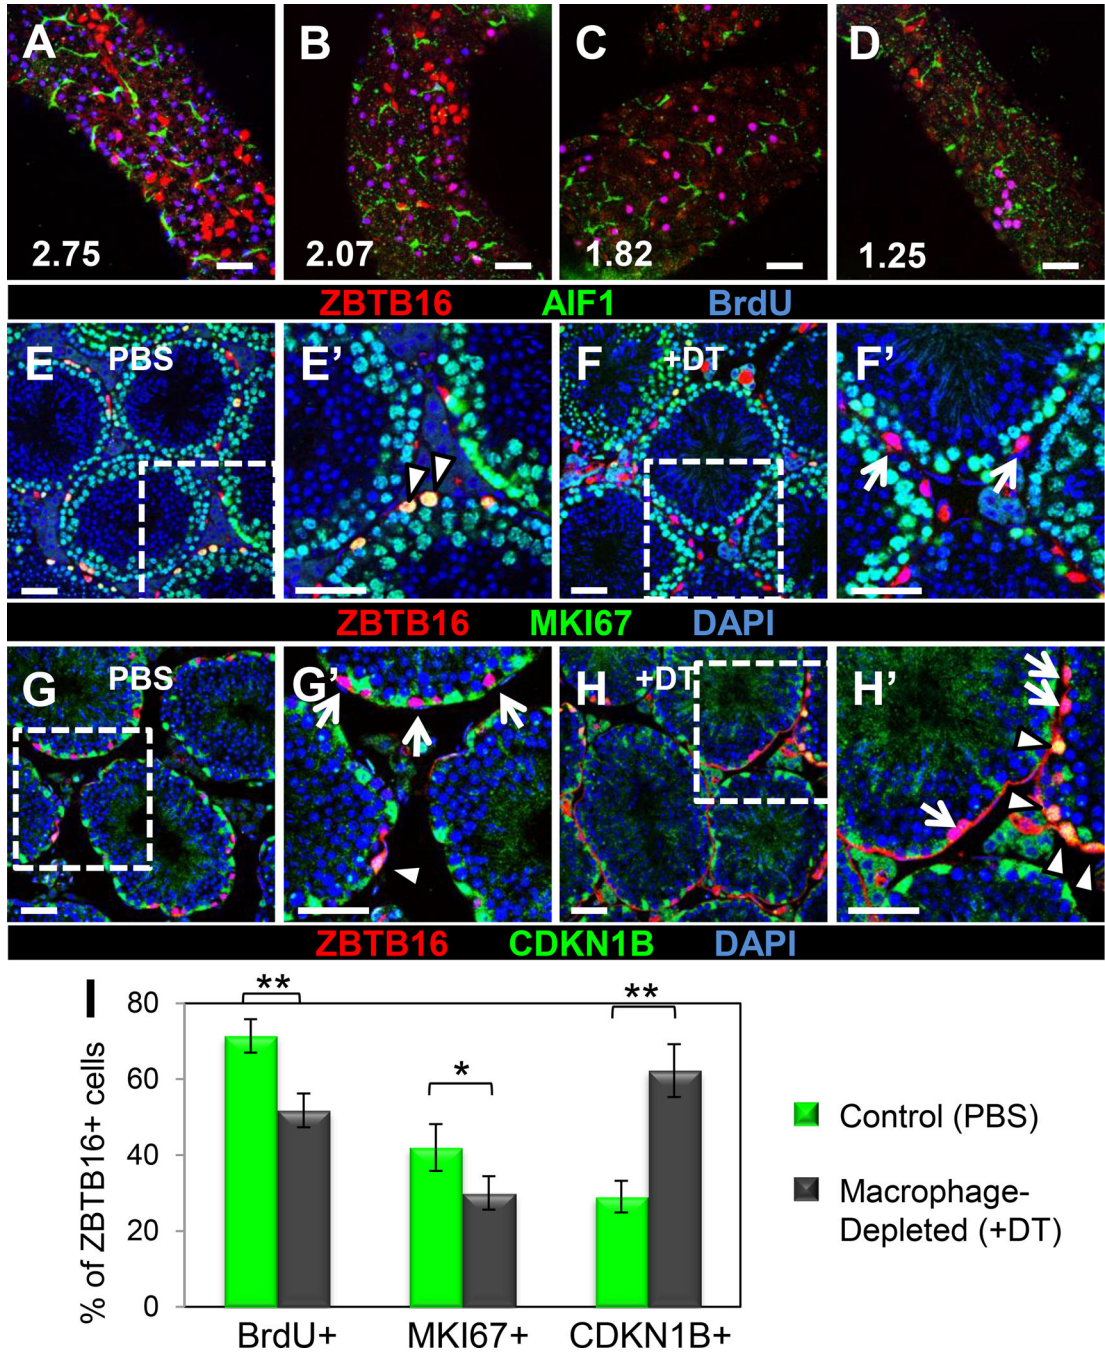 A B C D
2.75 2.07 1.82 1.25
ZBTB16 AIF1 BrdU
E PBS E' F +DT F'
ZBTB16 MKI67 DAPI
G PBS G' H +DT H'
ZBTB16 CDKN1B DAPI
I
** * **
% of ZBTB16+ cells
80
60
40
20
0
BrdU+ MKI67+ CDKN1B+
Control (PBS)
Macrophage-
Depleted (+DT)